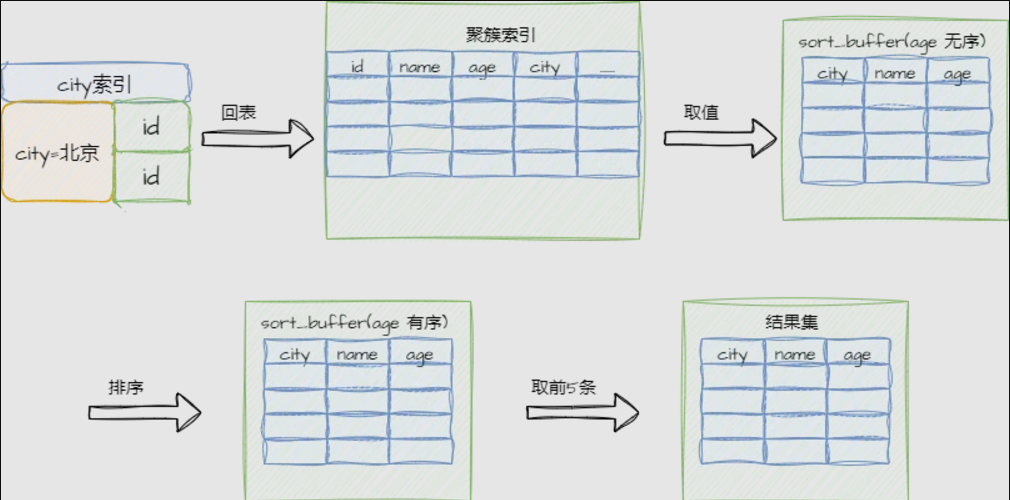 city索引
city=北京
id
id
回表
聚簇索引
id name age city ......
取值
sort_buffer(age 无序)
city name age
排序
sort_buffer(age 有序)
city name age
取前5条
结果集
city name age